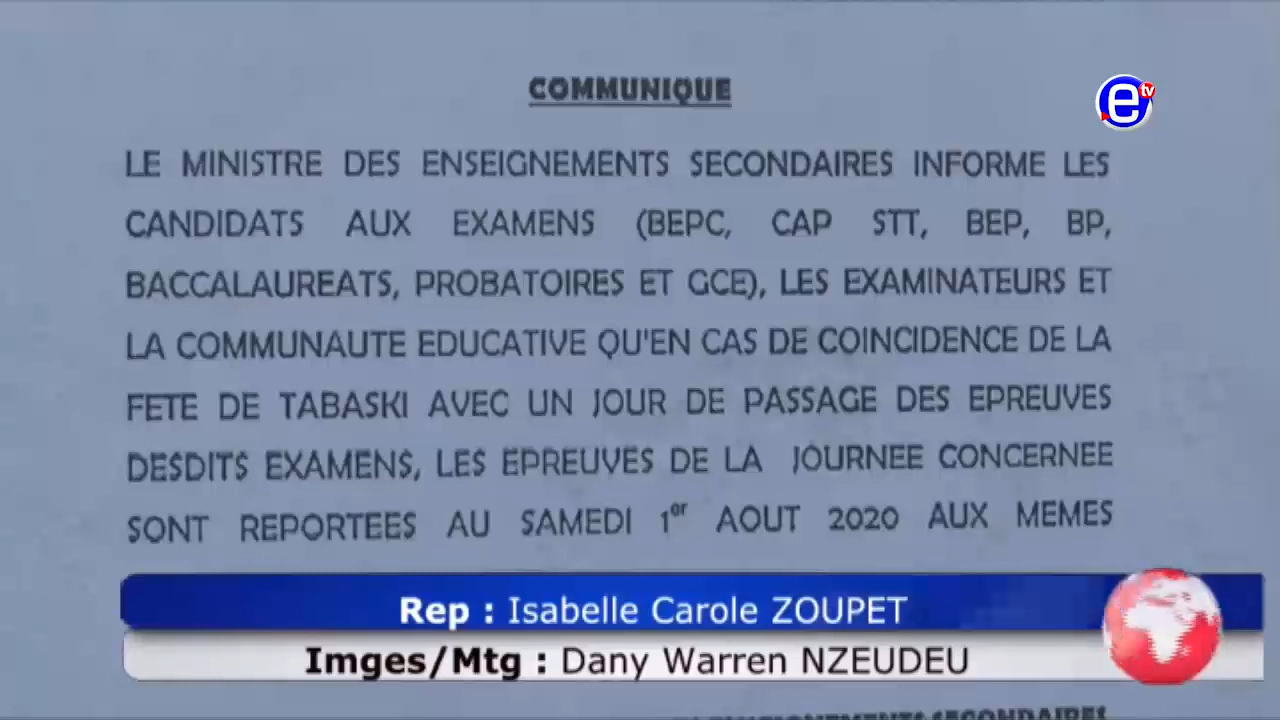 COMMUNIQUE
etv
LE MINISTRE DES ENSEIGNEMENTS SECONDAIRES INFORME LES
CANDIDATS AUX EXAMENS (BEPC, CAP STT, BEP, BP,
BACCALAUREATS, PROBATOIRES ET GCE), LES EXAMINATEURS ET
LA COMMUNAUTE EDUCATIVE QU'EN CAS DE COINCIDENCE DE LA
FETE DE TABASKI AVEC UN JOUR DE PASSAGE DES EPREUVES
DESDITS EXAMENS, LES EPREUVES DE LA JOURNEE CONCERNEE
SONT REPORTEES AU SAMEDI 1er AOUT 2020 AUX MEMES
Rep : Isabelle Carole ZOUPET
Imges/Mtg : Dany Warren NZEUDEU
SECONDAIRES